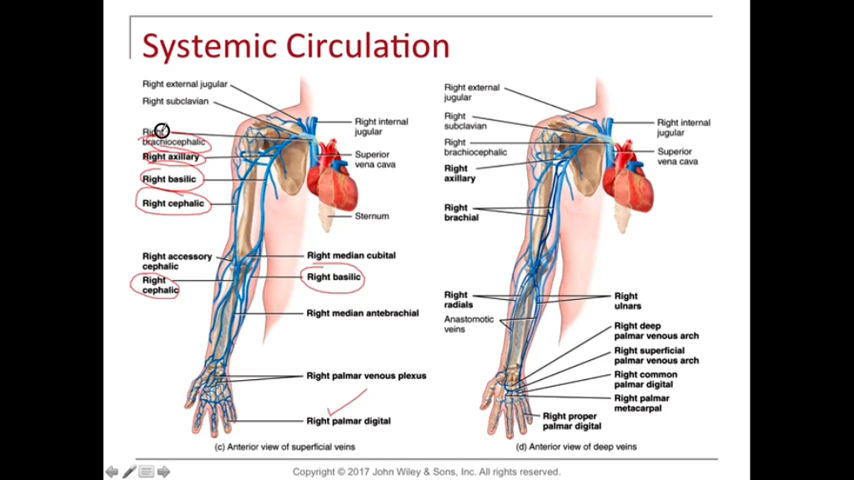 Systemic Circulation
Right external jugular
Right subclavian
Right
brachiocephalic
Right axillary
Right basilic
Right cephalic
Right accessory
cephalic
Right
cephalic
Right internal
jugular
Superior
vena cava
Sternum
Right median cubital
Right basilic
Right median antebrachial
Right palmar venous plexus
Right palmar digital
(c) Anterior view of superficial veins
Right external
jugular
Right
subclavian
Right
brachiocephalic
Right
axillary
Right
brachial
Right
radials
Anastomotic
veins
Right internal
jugular
Superior
vena cava
Right
ulnars
Right deep
palmar venous arch
Right superficial
palmar venous arch
Right common
palmar digital
Right palmar
metacarpal
Right proper
palmar digital
(d) Anterior view of deep veins
Copyright © 2017 John Wiley & Sons, Inc. All rights reserved.